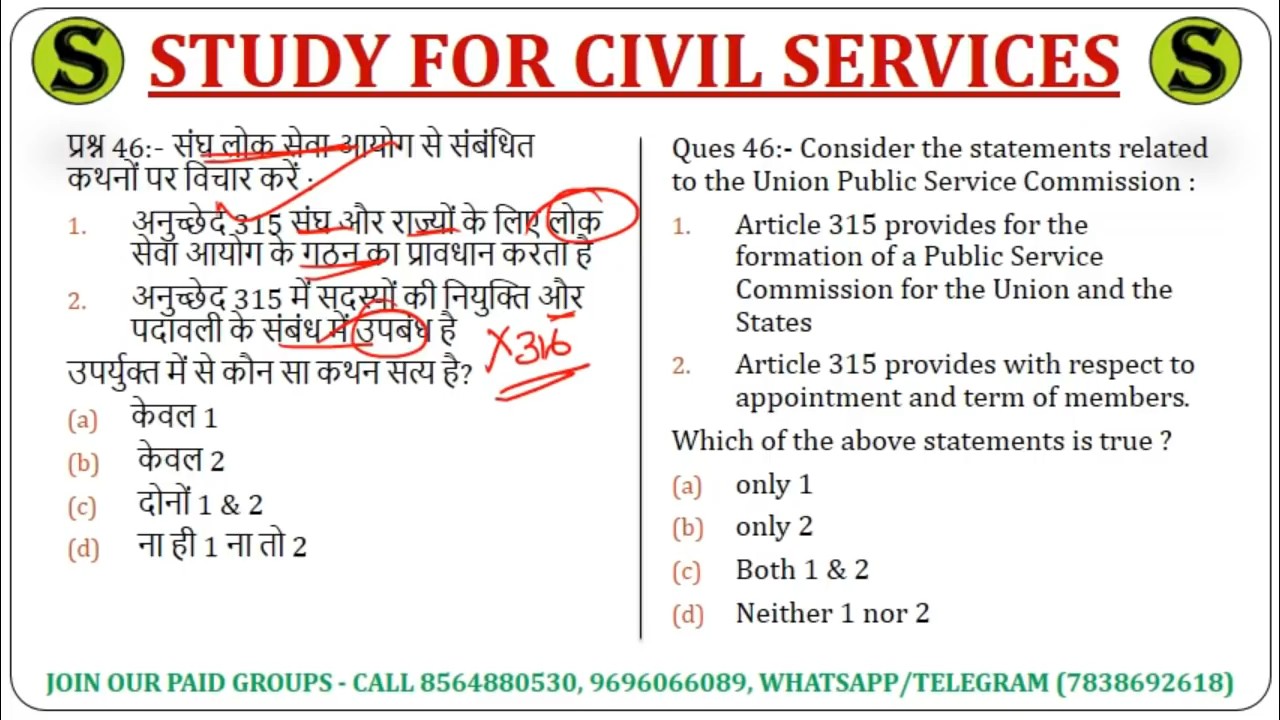 S STUDY FOR CIVIL SERVICES S
प्रश्न 46:- संघ लोक सेवा आयोग से संबंधित
कथनों पर विचार करें :
1. अनुच्छेद 315 संघ और राज्यों के लिए लोक
सेवा आयोग के गठन का प्रावधान करता है
2. अनुच्छेद 315 में सदस्यों की नियुक्ति और
पदावली के संबंध में उपबंध है
X 316
उपर्युक्त में से कौन सा कथन सत्य है?
(a) केवल 1
(b) केवल 2
(c) दोनों 1 & 2
(d) ना ही 1 ना तो 2
Ques 46:- Consider the statements related
to the Union Public Service Commission :
1. Article 315 provides for the
formation of a Public Service
Commission for the Union and the
States
2. Article 315 provides with respect to
appointment and term of members.
Which of the above statements is true ?
(a) only 1
(b) only 2
(c) Both 1 & 2
(d) Neither 1 nor 2
JOIN OUR PAID GROUPS - CALL 8564880530, 9696066089, WHATSAPP/TELEGRAM (7838692618)